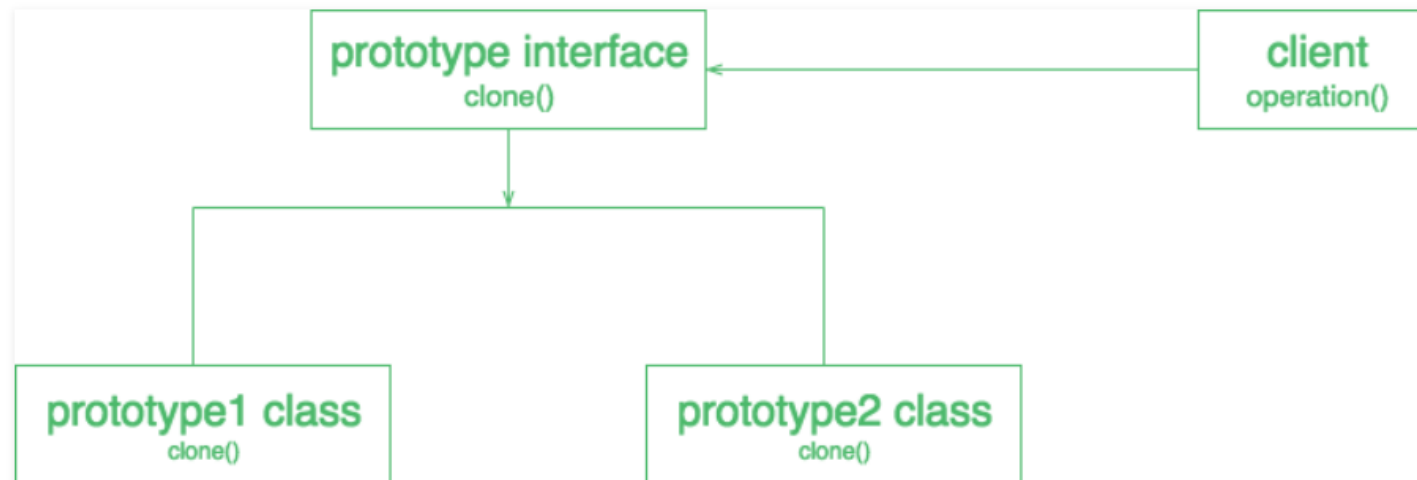 prototype interface
clone()
client
operation()
prototype1 class
clone()
prototype2 class
clone()